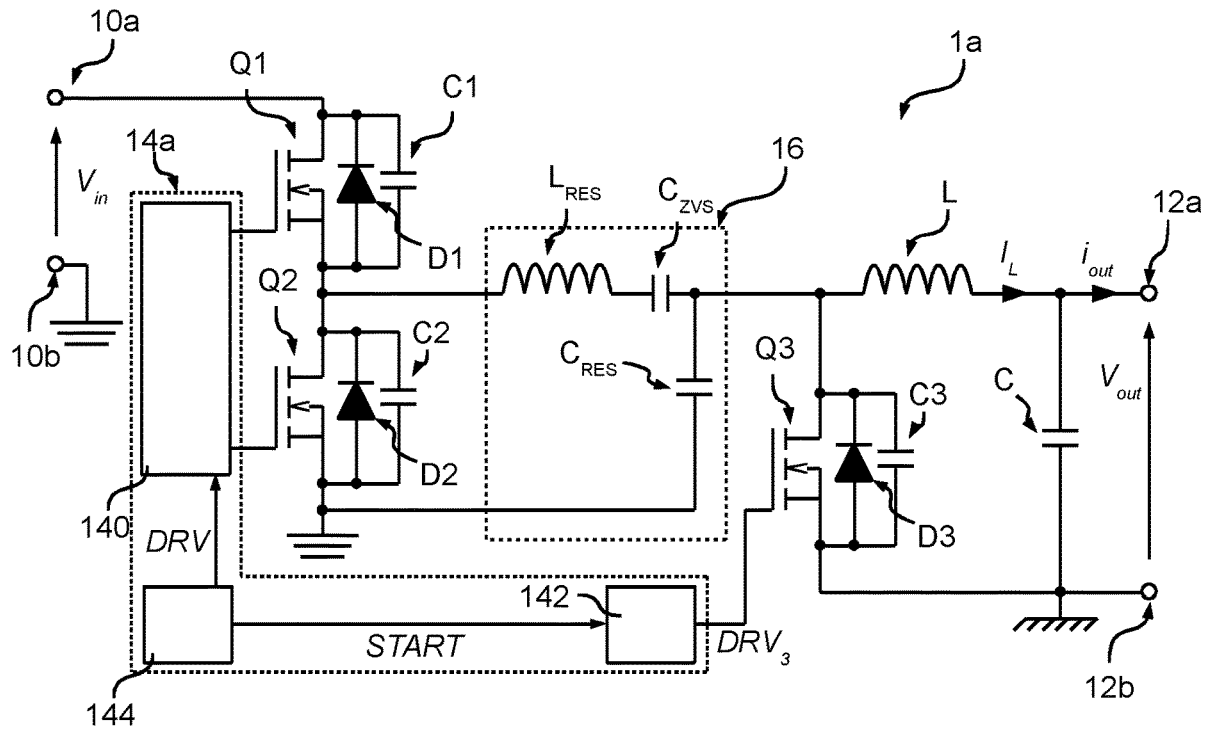 10a
Q1
C1
1a
14a
V_in
L_RES
C_ZVS
16
L
12a
D1
I_L
i_out
Q2
10b
C2
C_RES
Q3
C3
C
V_out
D2
140
DRV
D3
142
START
DRV_3
144
12b